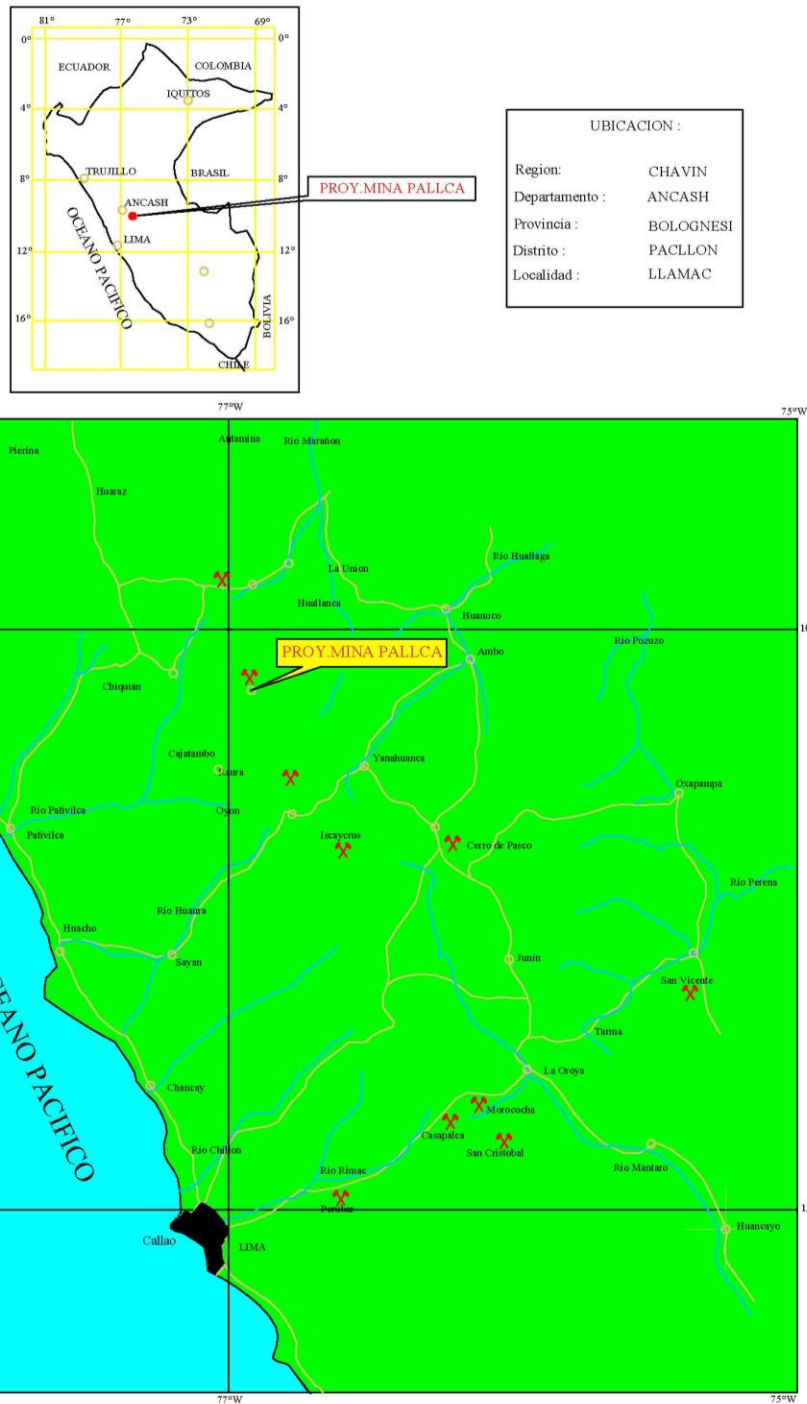 81° 77° 73° 69°
0° 0°
ECUADOR COLOMBIA
IQUITOS
4° 4°
8° 8°
TRUJILLO BRASIL
ANCASH
PROY.MINA PALLCA
OCEANO PACIFICO
LIMA
12° 12°
16° 16°
BOLIVIA
CHILE
UBICACION :
Region: CHAVIN
Departamento : ANCASH
Provincia : BOLOGNESI
Distrito : PACLLON
Localidad : LLAMAC
77°W 75°W
Pierina
Antamina Rio Marañon
Huaraz
Rio Huallaga
La Union
Huallanca
Huanuco
Rio Pozuzo
PROY.MINA PALLCA
Ambo
Chiquian
Cajatambo
Yanahuanca
Raura
Oxapampa
Rio Pativilca
Oyon
Pativilca
Iscaycrus
Cerro de Pasco
Rio Perena
Rio Huaura
Huacho
Sayan
Junin
San Vicente
OCEANO PACIFICO
Tarma
La Oroya
Chancay
Morococha
Casapalca
San Cristobal
Rio Chillon
Rio Rimac
Rio Mantaro
Perubar
Huancayo
Callao
LIMA
77°W 75°W